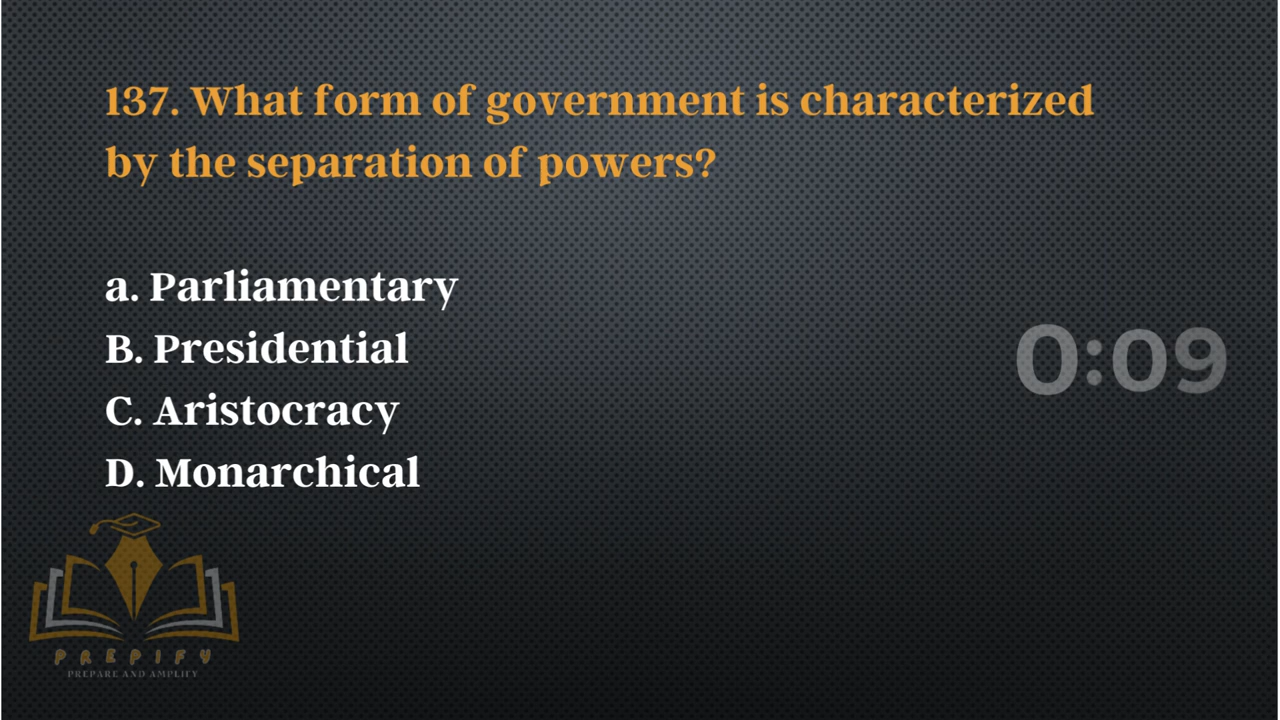 137. What form of government is characterized
by the separation of powers?
a. Parliamentary
B. Presidential
C. Aristocracy
D. Monarchical
0:09
PREPIFY
PREPARE AND AMPLIFY